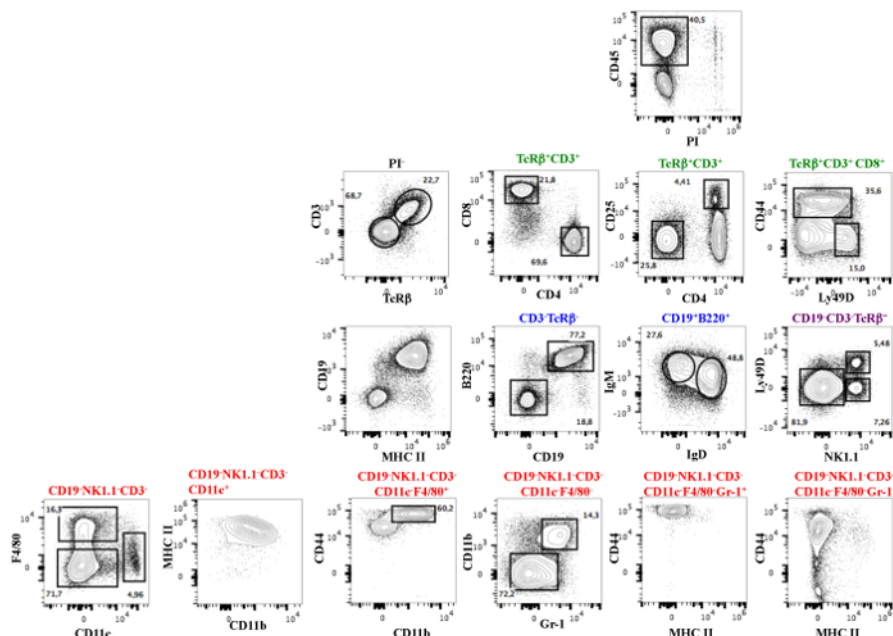 40,5
CD45
10⁵
10⁴
0
0
10⁴
10⁶
PI
PI⁻
TcRβ⁺CD3⁺
TcRβ⁺CD3⁺
TcRβ⁺CD3⁺ CD8⁺
68,7
22,7
21,8
4,41
35,6
CD3
CD8
CD25
CD44
69,6
25,8
15,0
TcRβ
CD4
CD4
Ly49D
CD3⁻TcRβ⁻
CD19⁺B220⁺
CD19⁻CD3⁻TcRβ⁻
77,2
27,6
48,8
5,48
CD19
B220
IgM
Ly49D
18,8
81,9
7,26
MHC II
CD19
IgD
NK1.1
CD19⁻NK1.1⁻CD3⁻
CD19⁻NK1.1⁻CD3⁻
CD11c⁺
CD19⁻NK1.1⁻CD3⁻
CD11c⁻F4/80⁺
CD19⁻NK1.1⁻CD3⁻
CD11c⁻F4/80⁻
CD19⁻NK1.1⁻CD3⁻
CD11c⁻F4/80⁻Gr-1⁺
CD19⁻NK1.1⁻CD3⁻
CD11c⁻F4/80⁻Gr-1⁻
16,3
60,2
14,3
F4/80
MHC II
CD44
CD11b
CD44
CD44
71,7
4,96
72,2
CD11c
CD11b
CD11b
Gr-1
MHC II
MHC II